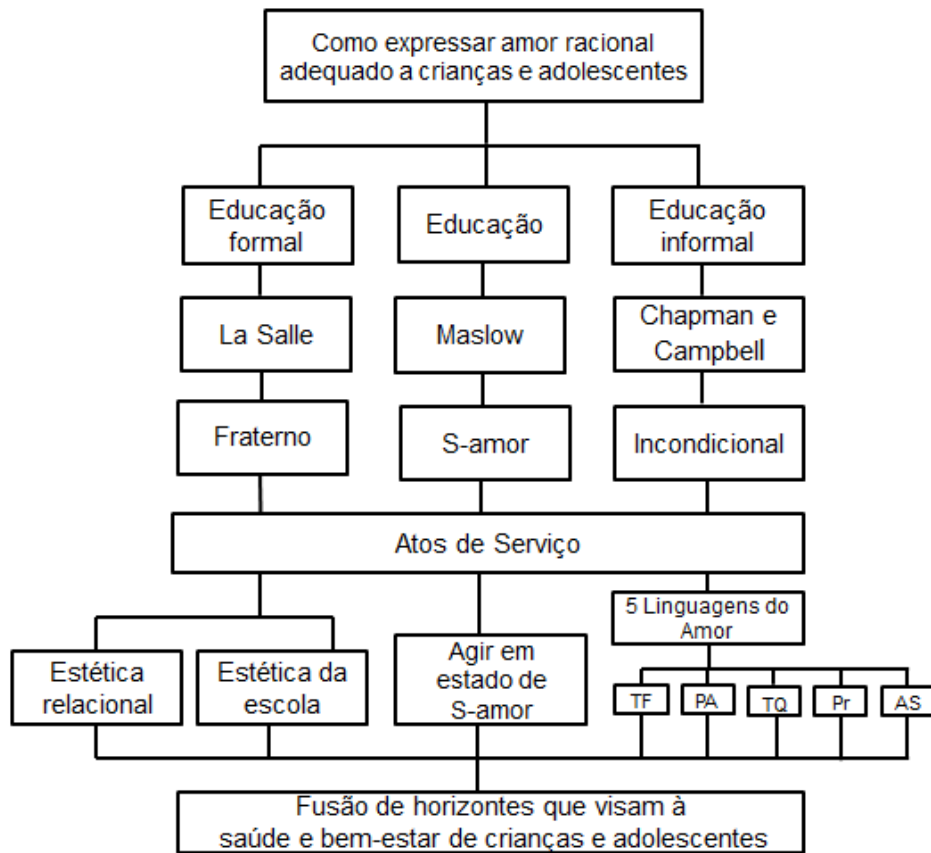 Como expressar amor racional
adequado a crianças e adolescentes
Educação
formal
Educação
Educação
informal
La Salle
Maslow
Chapman e
Campbell
Fraterno
S-amor
Incondicional
Atos de Serviço
5 Linguagens do
Amor
Estética
relacional
Estética da
escola
Agir em
estado de
S-amor
TF
PA
TQ
Pr
AS
Fusão de horizontes que visam à
saúde e bem-estar de crianças e adolescentes